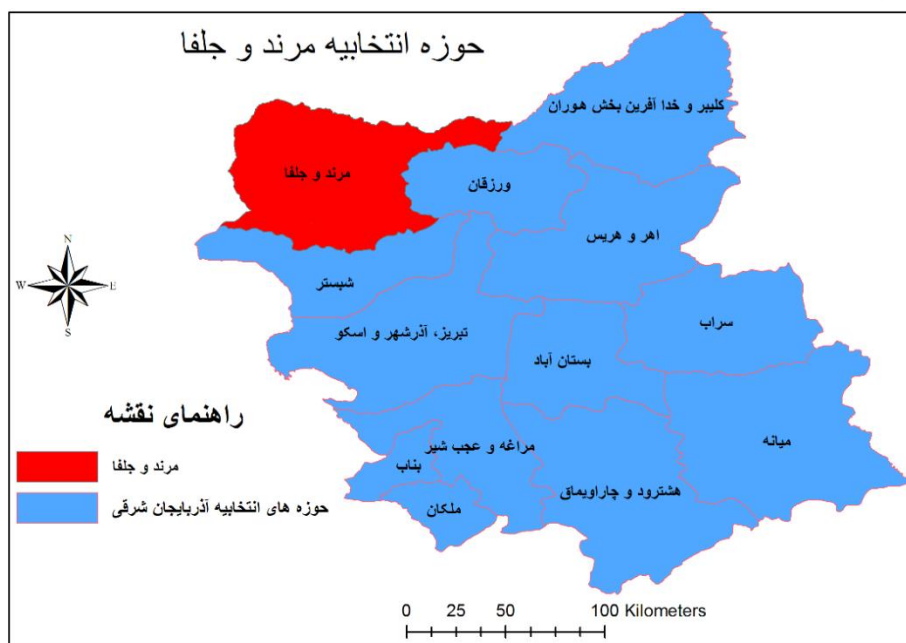 حوزه انتخابیه مرند و جلفا
کلیبر و خدا آفرین بخش هوران
مرند و جلفا
ورزقان
اهر و هریس
شبستر
سراب
تبریز، آذرشهر و اسکو
بستان آباد
میانه
مراغه و عجب شیر
بناب
هشترود و چاراویماق
ملکان
N
W
E
S
راهنمای نقشه
مرند و جلفا
حوزه های انتخابیه آذربایجان شرقی
0 25 50 100 Kilometers